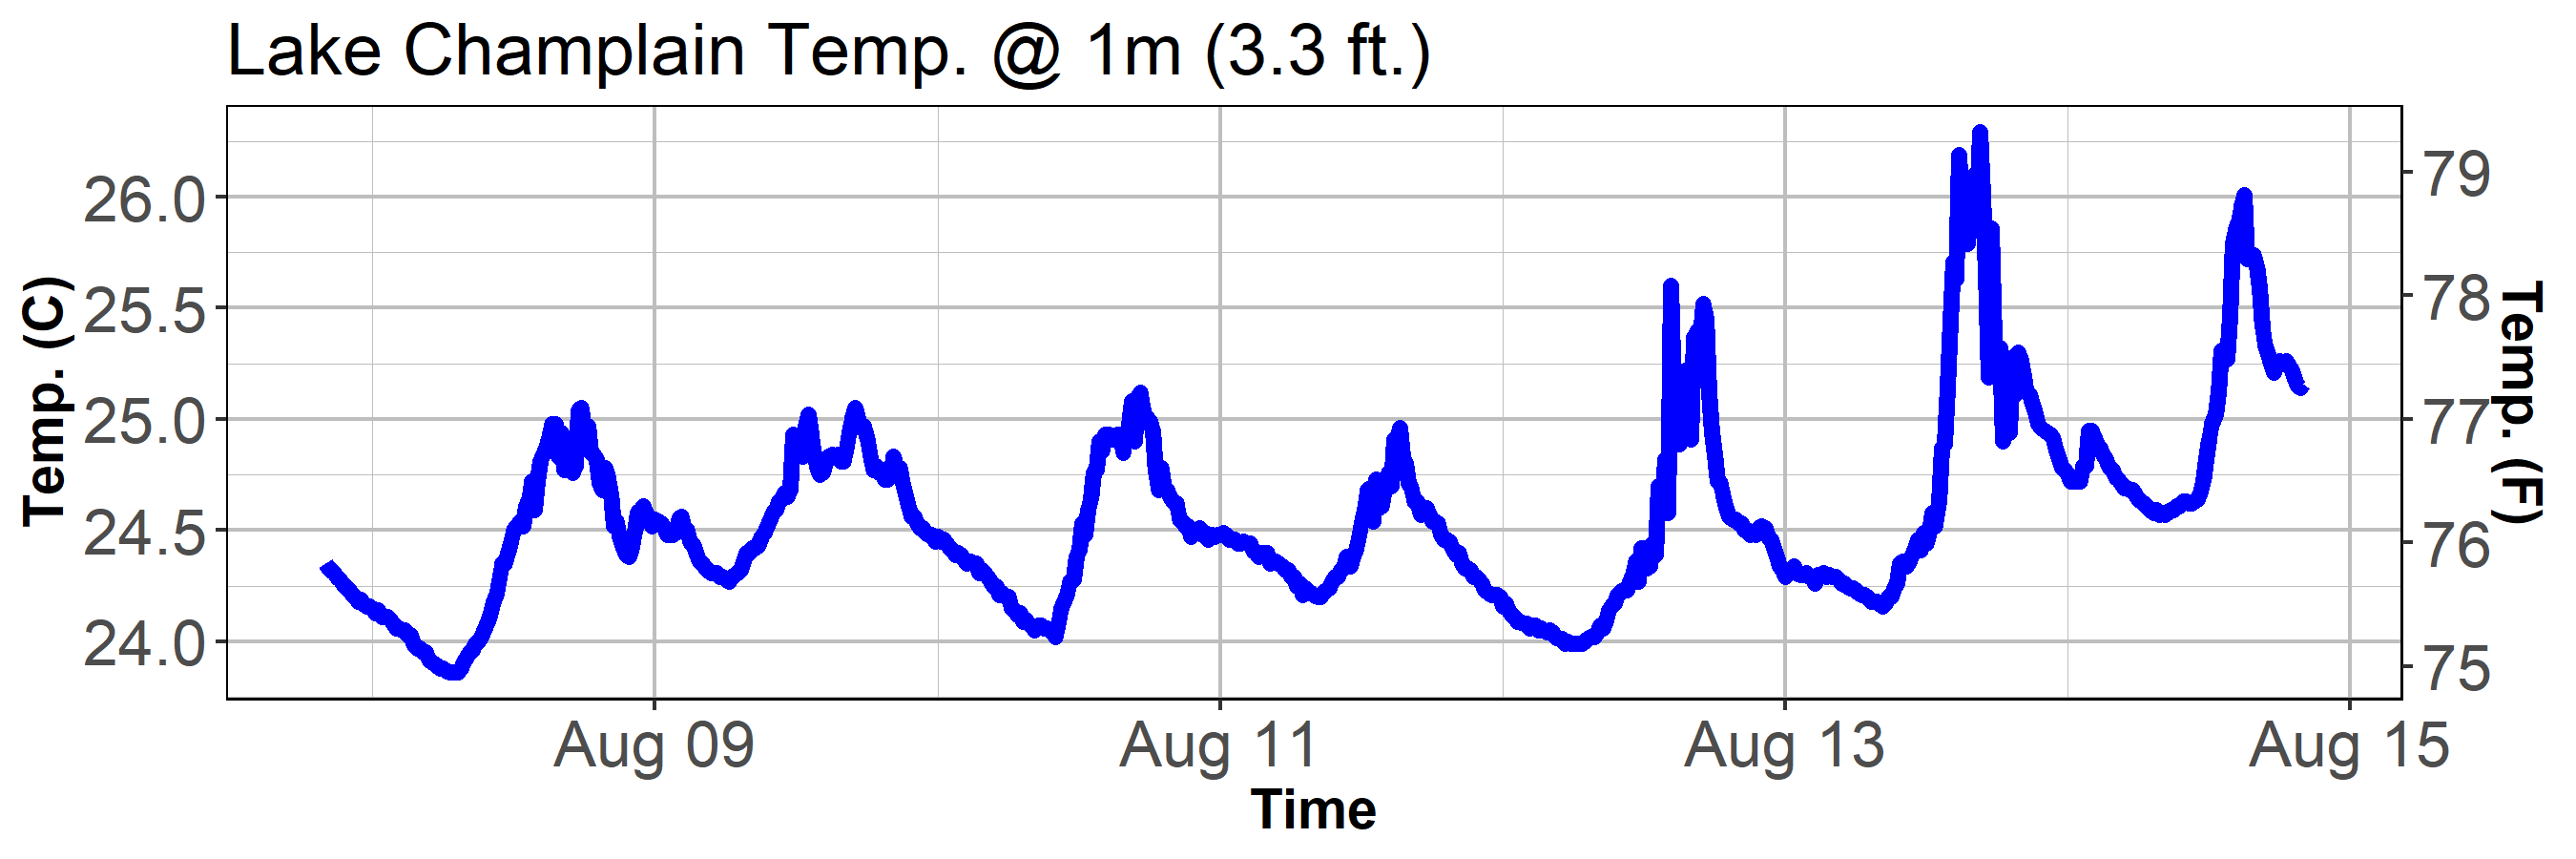 Lake Champlain Temp. @ 1m (3.3 ft.)
Temp. (C)
26.0
25.5
25.0
24.5
24.0
79
78
77
76
75
Temp. (F)
Aug 09 Aug 11 Aug 13 Aug 15
Time